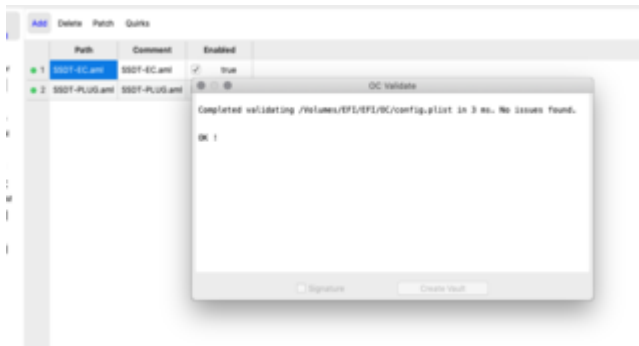 Add Delete Patch Quirks
Path Comment Enabled
1 SSDT-EC.aml SSDT-EC.aml true
2 SSDT-PLUG.aml SSDT-PLUG.aml
OC Validate
Completed validating /Volumes/EFI/EFI/OC/config.plist in 3 ms. No issues found.
OK !
Signature Create Vault